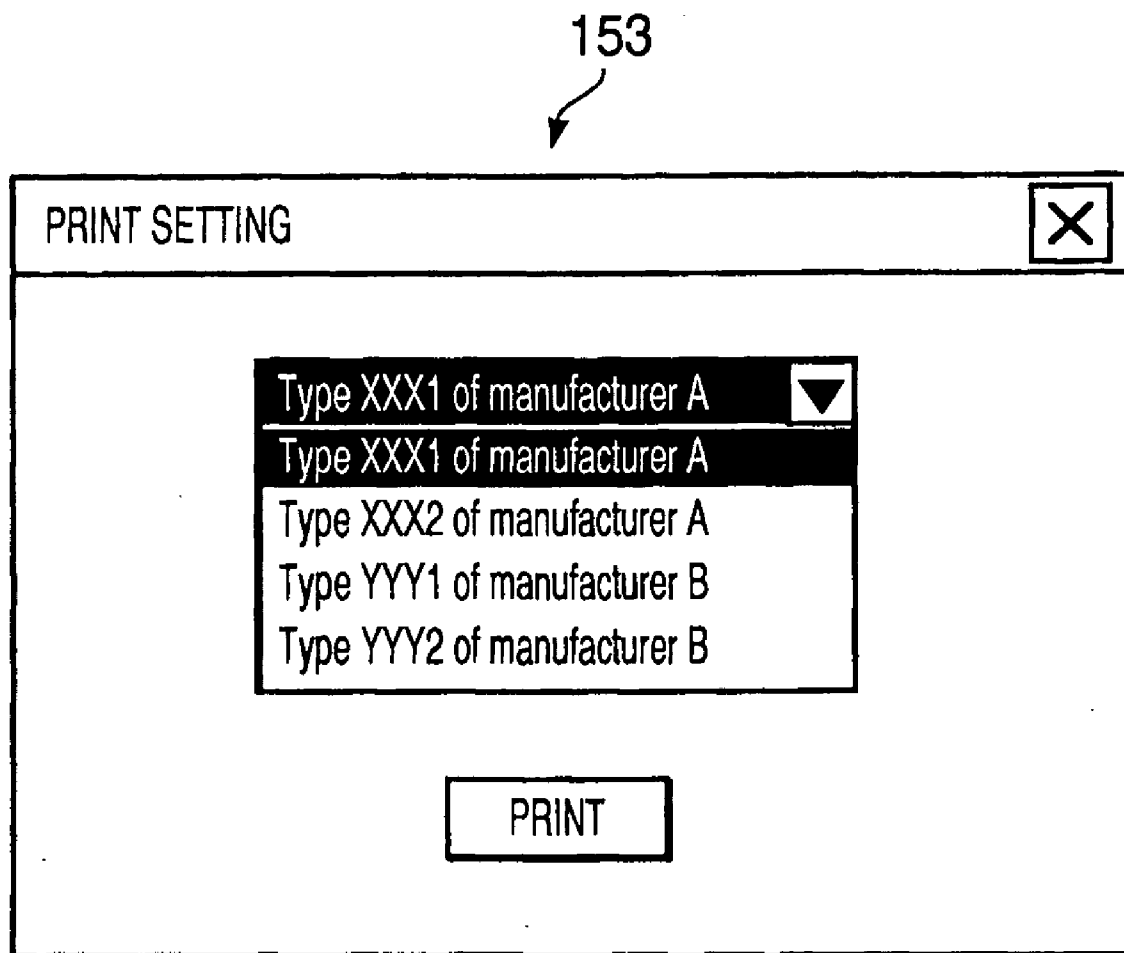 153
PRINT SETTING
Type XXX1 of manufacturer A
Type XXX1 of manufacturer A
Type XXX2 of manufacturer A
Type YYY1 of manufacturer B
Type YYY2 of manufacturer B
PRINT